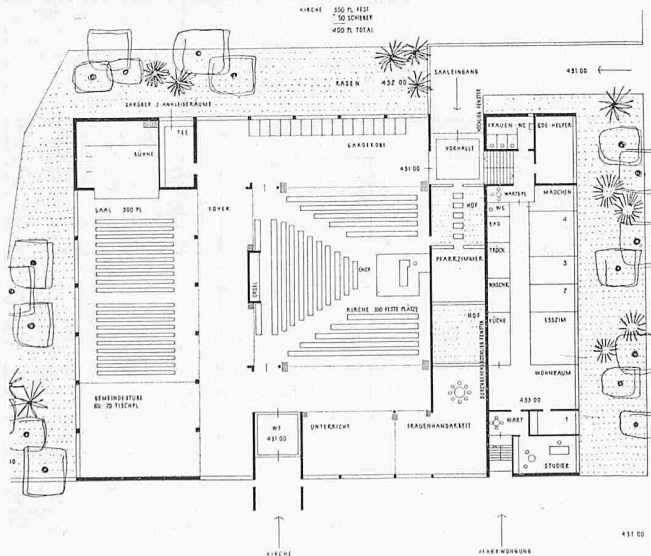 KIRCHE 350 PL FEST
" 50 SCHIEBER
400 PL TOTAL
RASEN 432 00
SAALEINGANG
431 00
DARÜBER 2 ANKLEIDERÄUME
TEE
BÜHNE
GARDEROBE
VORHALLE
431 00
FRAUEN WC
GDE-HELFER
SAAL 300 PL
FOYER
HOF
WARTEPL
MÄDCHEN
WC
BAD
4
ORGEL
CHOR
PFARRZIMMER
TRÖCK
3
WASCHK
2
KIRCHE 350 FESTE PLÄTZE
HOF
KÜCHE
ESSZIM
WOHNRAUM
GEMEINDESTUBE
60-70 TISCHPL
433 00
WF
431 00
UNTERRICHT
FRAUENHANDARBEIT
WART
1
STUDIER
KIRCHE
PFARRWOHNUNG
431 00